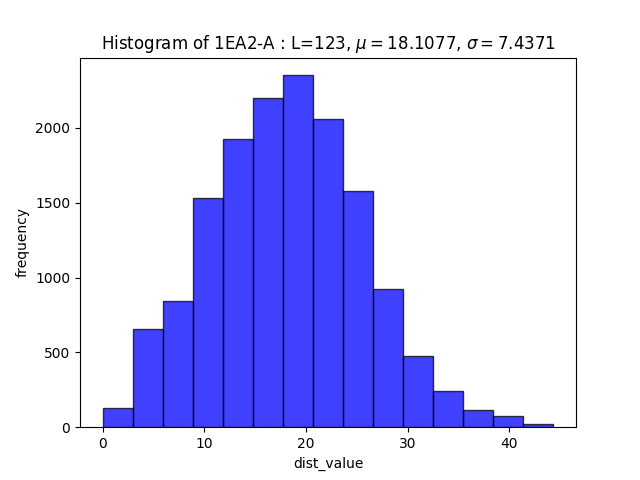 Histogram of 1EA2-A : L=123, μ = 18.1077, σ = 7.4371
frequency
2000
1500
1000
500
0
0 10 20 30 40
dist_value